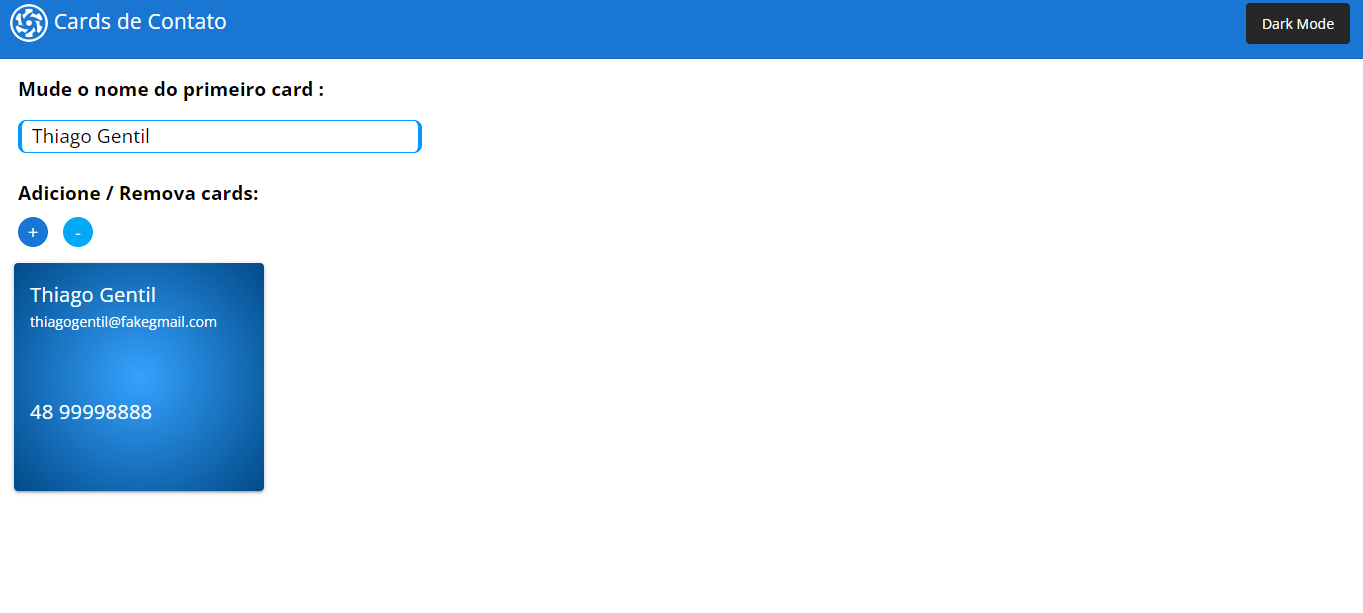 Cards de Contato
Dark Mode
Mude o nome do primeiro card :
Thiago Gentil
Adicione / Remova cards:
+ -
Thiago Gentil
thiagogentil@fakegmail.com
48 99998888